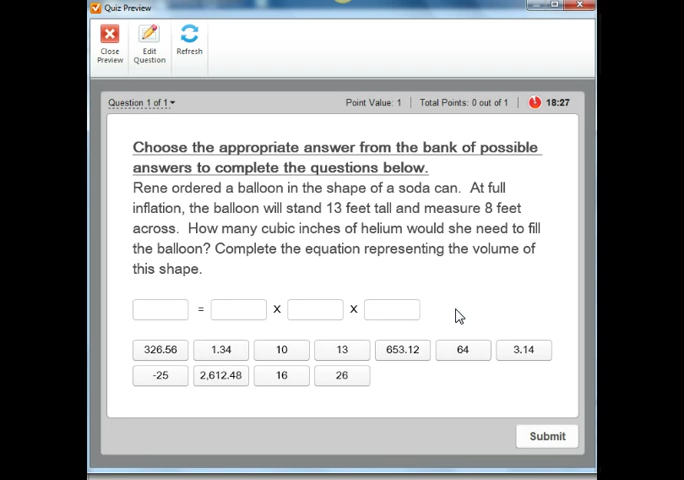 Quiz Preview
Close Preview
Edit Question
Refresh
Question 1 of 1
Point Value: 1 | Total Points: 0 out of 1 | 18:27
Choose the appropriate answer from the bank of possible
answers to complete the questions below.
Rene ordered a balloon in the shape of a soda can. At full
inflation, the balloon will stand 13 feet tall and measure 8 feet
across. How many cubic inches of helium would she need to fill
the balloon? Complete the equation representing the volume of
this shape.
= X X
326.56 1.34 10 13 653.12 64 3.14
-25 2,612.48 16 26
Submit